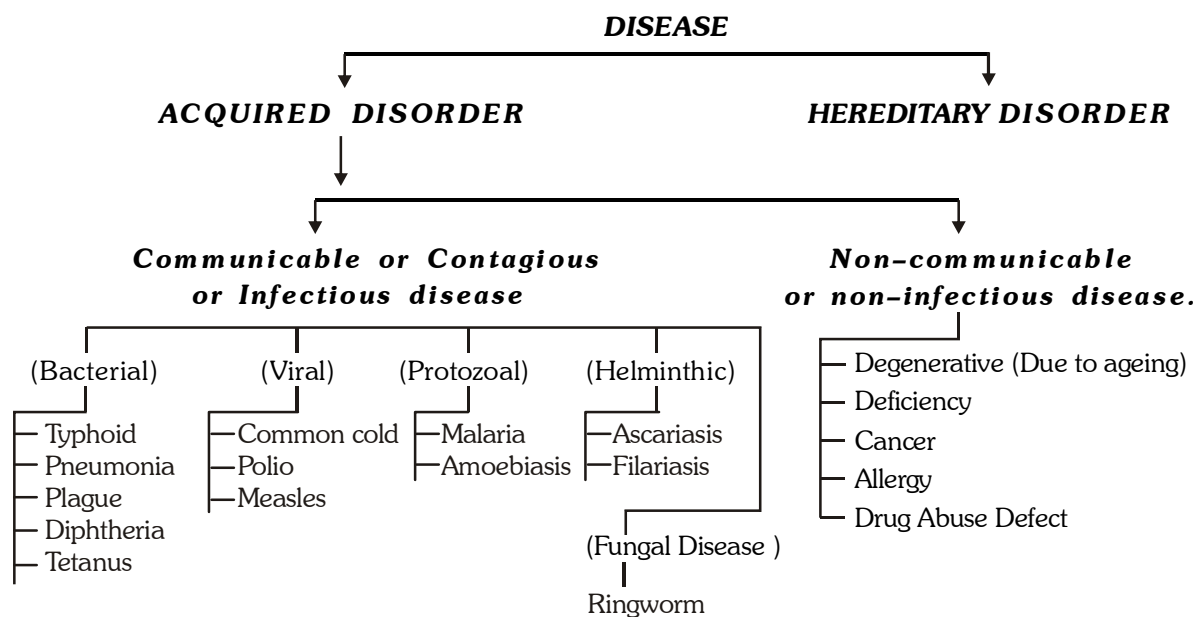 DISEASE
ACQUIRED DISORDER
HEREDITARY DISORDER
Communicable or Contagious
or Infectious disease
Non-communicable
or non-infectious disease.
(Bacterial)
Typhoid
Pneumonia
Plague
Diphtheria
Tetanus
(Viral)
Common cold
Polio
Measles
(Protozoal)
Malaria
Amoebiasis
(Helminthic)
Ascariasis
Filariasis
(Fungal Disease )
Ringworm
Degenerative (Due to ageing)
Deficiency
Cancer
Allergy
Drug Abuse Defect